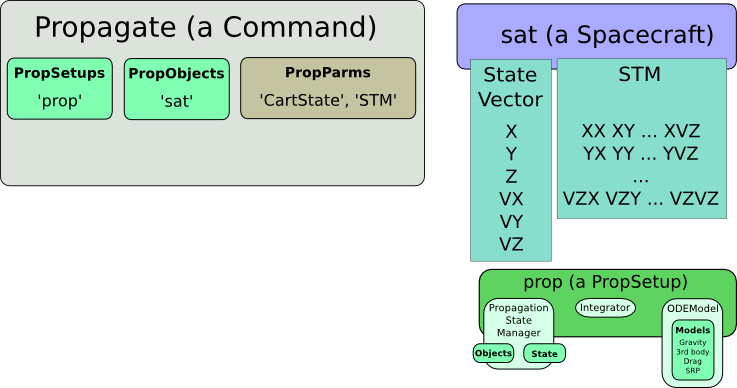 Propagate (a Command)
PropSetups
'prop'
PropObjects
'sat'
PropParms
'CartState', 'STM'
sat (a Spacecraft)
State
Vector
X
Y
Z
VX
VY
VZ
STM
XX XY ... XVZ
YX YY ... YVZ
...
VZX VZY ... VZVZ
prop (a PropSetup)
Propagation
State
Manager
Objects
State
Integrator
ODEModel
Models
Gravity
3rd body
Drag
SRP